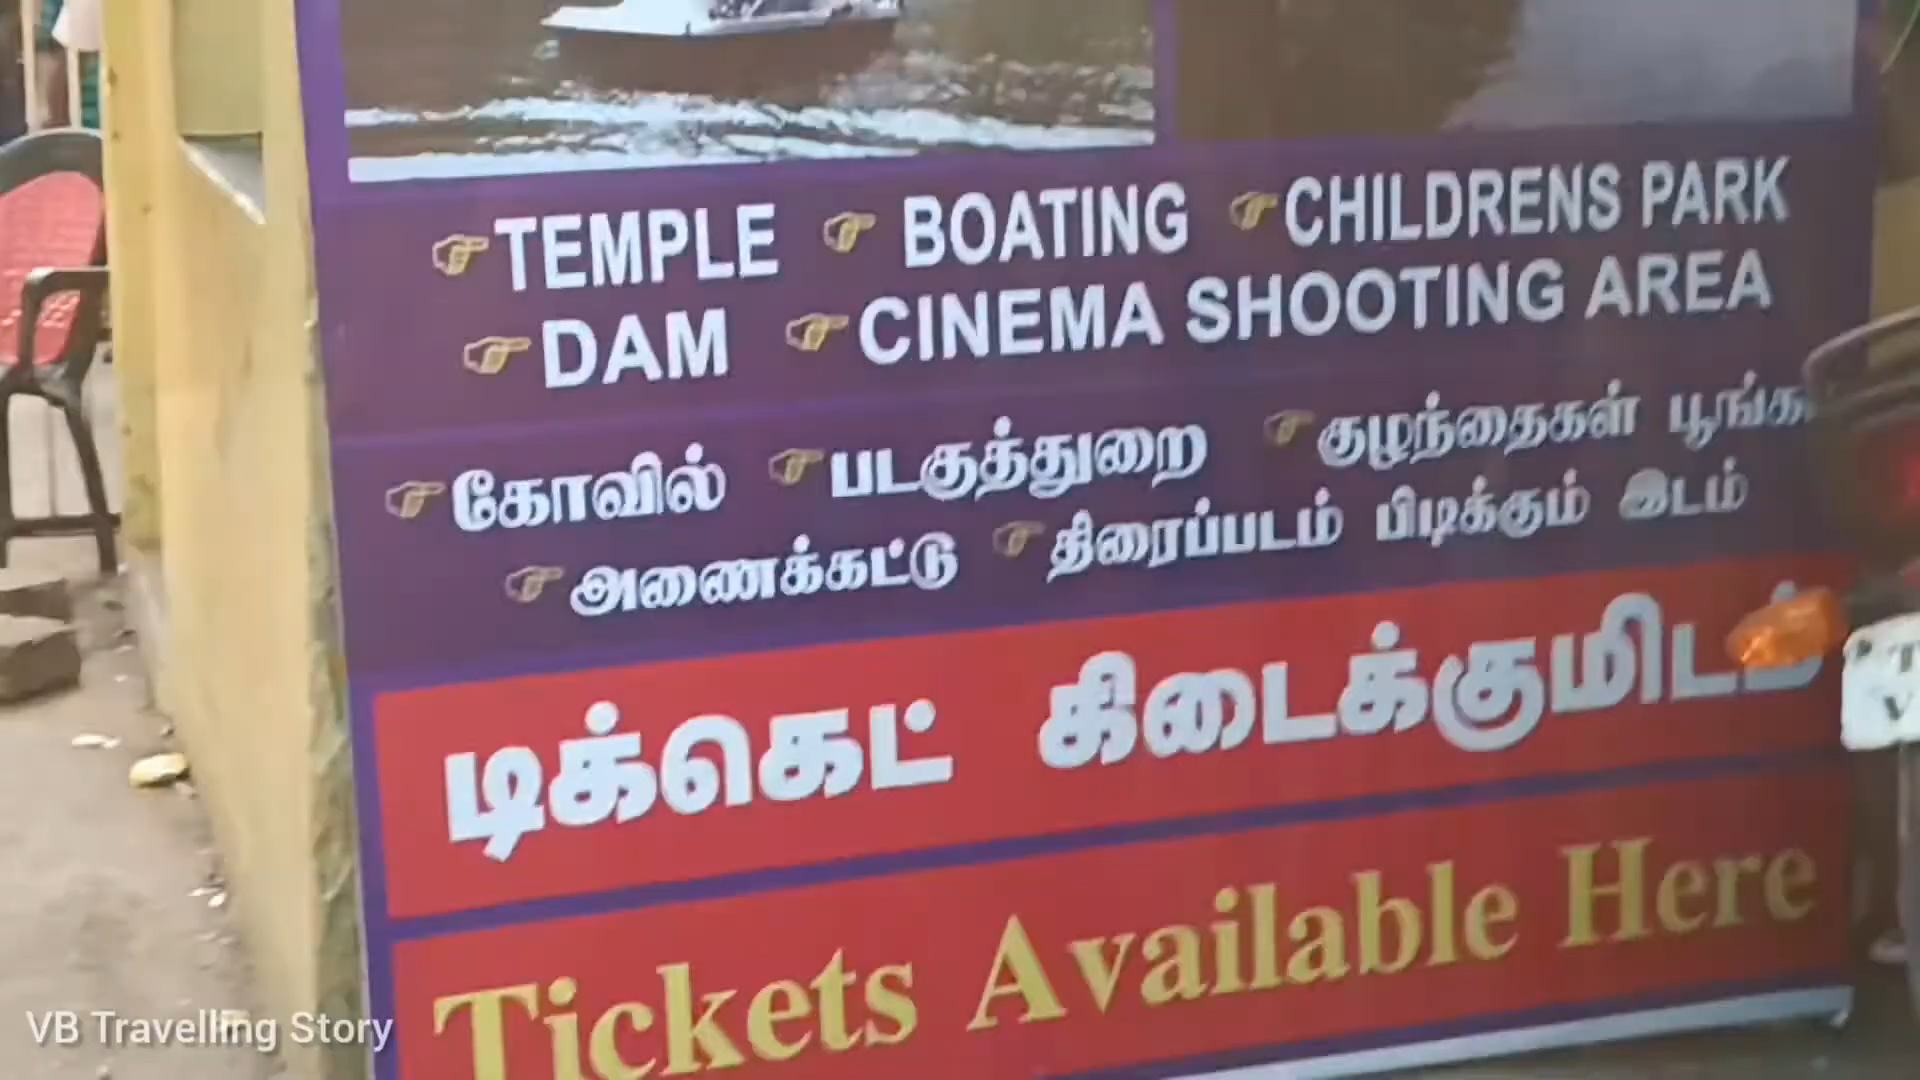 TEMPLE BOATING CHILDRENS PARK
DAM CINEMA SHOOTING AREA
கோவில் படகுத்துறை குழந்தைகள்
அணைக்கட்டு திரைப்படம் பிடிக்கும் இடம்
டிக்கெட் கிடைக்குமிடம்
Tickets Available Here
VB Travelling Story